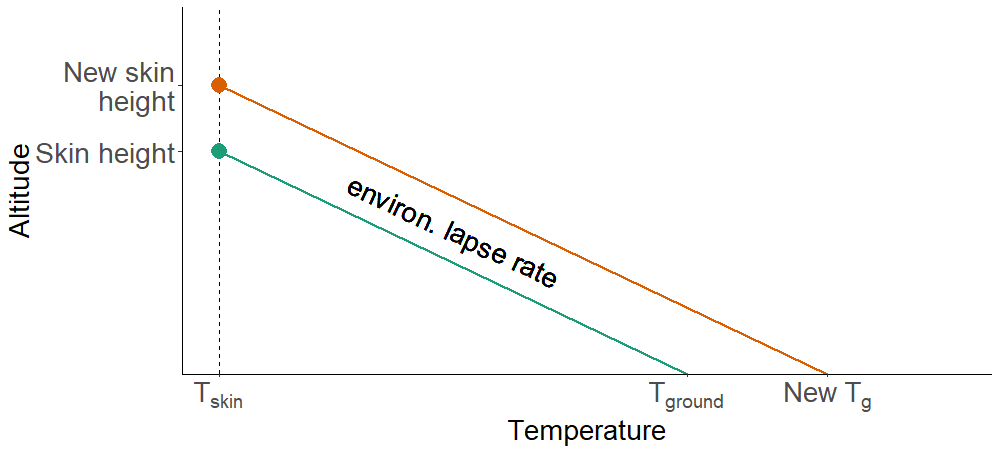 New skin
height
Skin height
Altitude
environ. lapse rate
Tskin
Tground
New Tg
Temperature